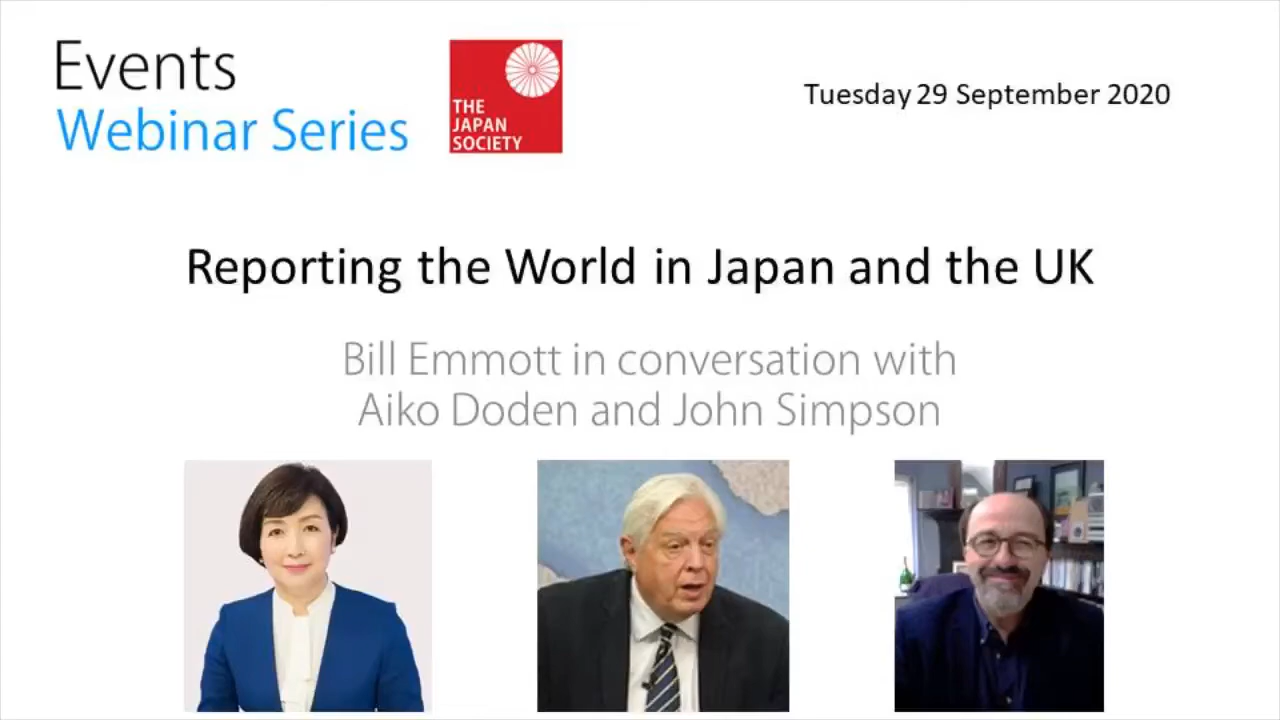 Events
Webinar Series
THE
JAPAN
SOCIETY
Tuesday 29 September 2020
Reporting the World in Japan and the UK
Bill Emmott in conversation with
Aiko Doden and John Simpson